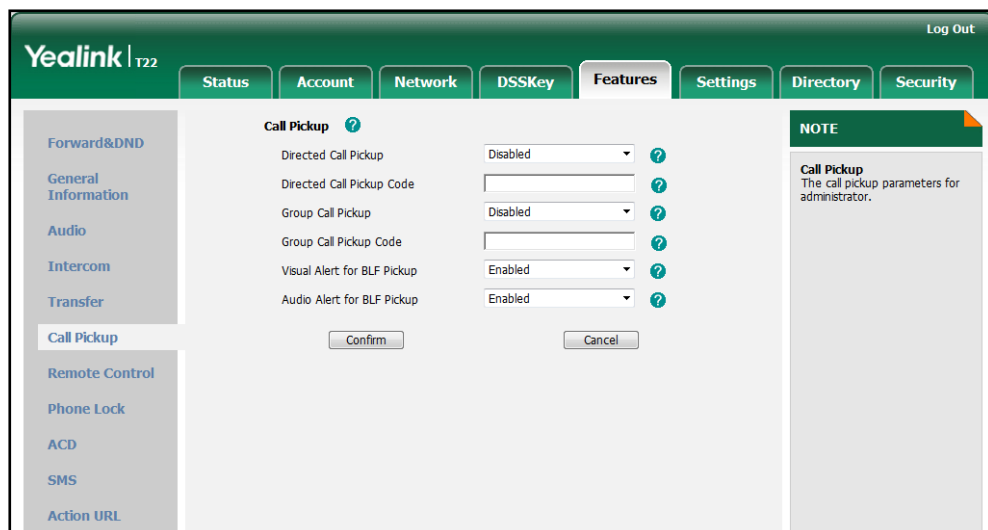 Log Out
Yealink T22
Status Account Network DSSKey Features Settings Directory Security
Forward&DND
General
Information
Audio
Intercom
Transfer
Call Pickup
Remote Control
Phone Lock
ACD
SMS
Action URL
Call Pickup ?
Directed Call Pickup Disabled ?
Directed Call Pickup Code ?
Group Call Pickup Disabled ?
Group Call Pickup Code ?
Visual Alert for BLF Pickup Enabled ?
Audio Alert for BLF Pickup Enabled ?
Confirm Cancel
NOTE
Call Pickup
The call pickup parameters for
administrator.